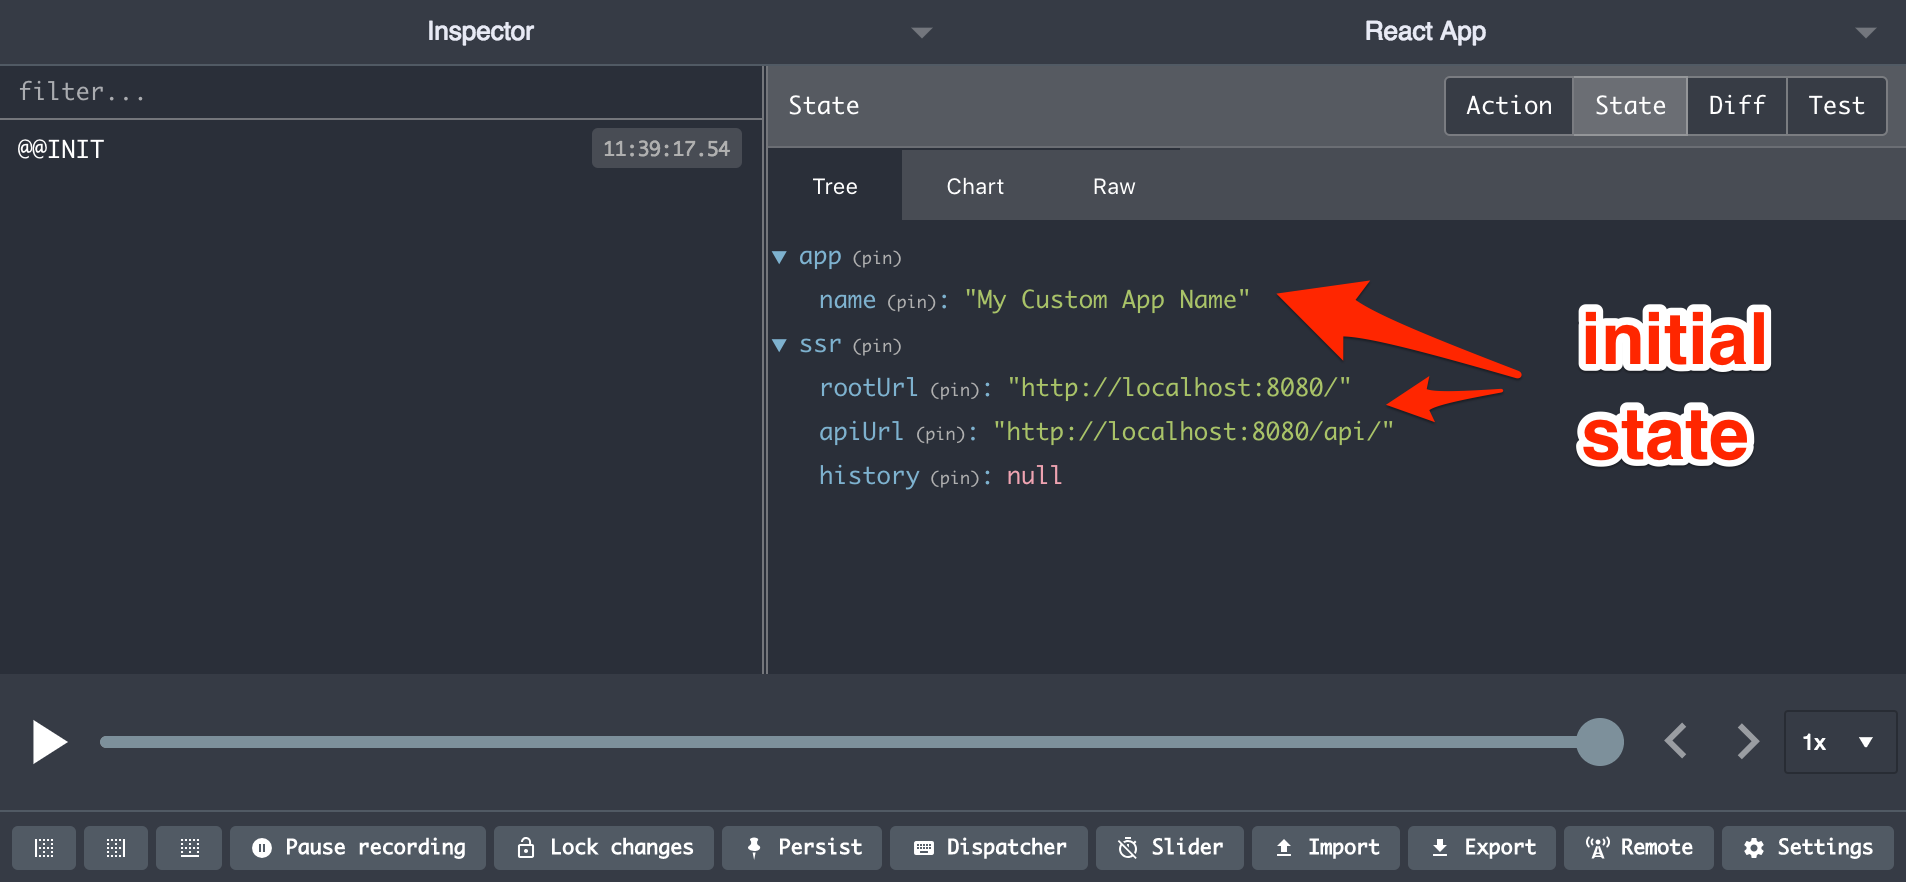 Inspector
React App
filter...
@@INIT 11:39:17.54
State
Action State Diff Test
Tree Chart Raw
app (pin)
name (pin): "My Custom App Name"
ssr (pin)
rootUrl (pin): "http://localhost:8080/"
apiUrl (pin): "http://localhost:8080/api/"
history (pin): null
initial
state
1x
Pause recording Lock changes Persist Dispatcher Slider Import Export Remote Settings